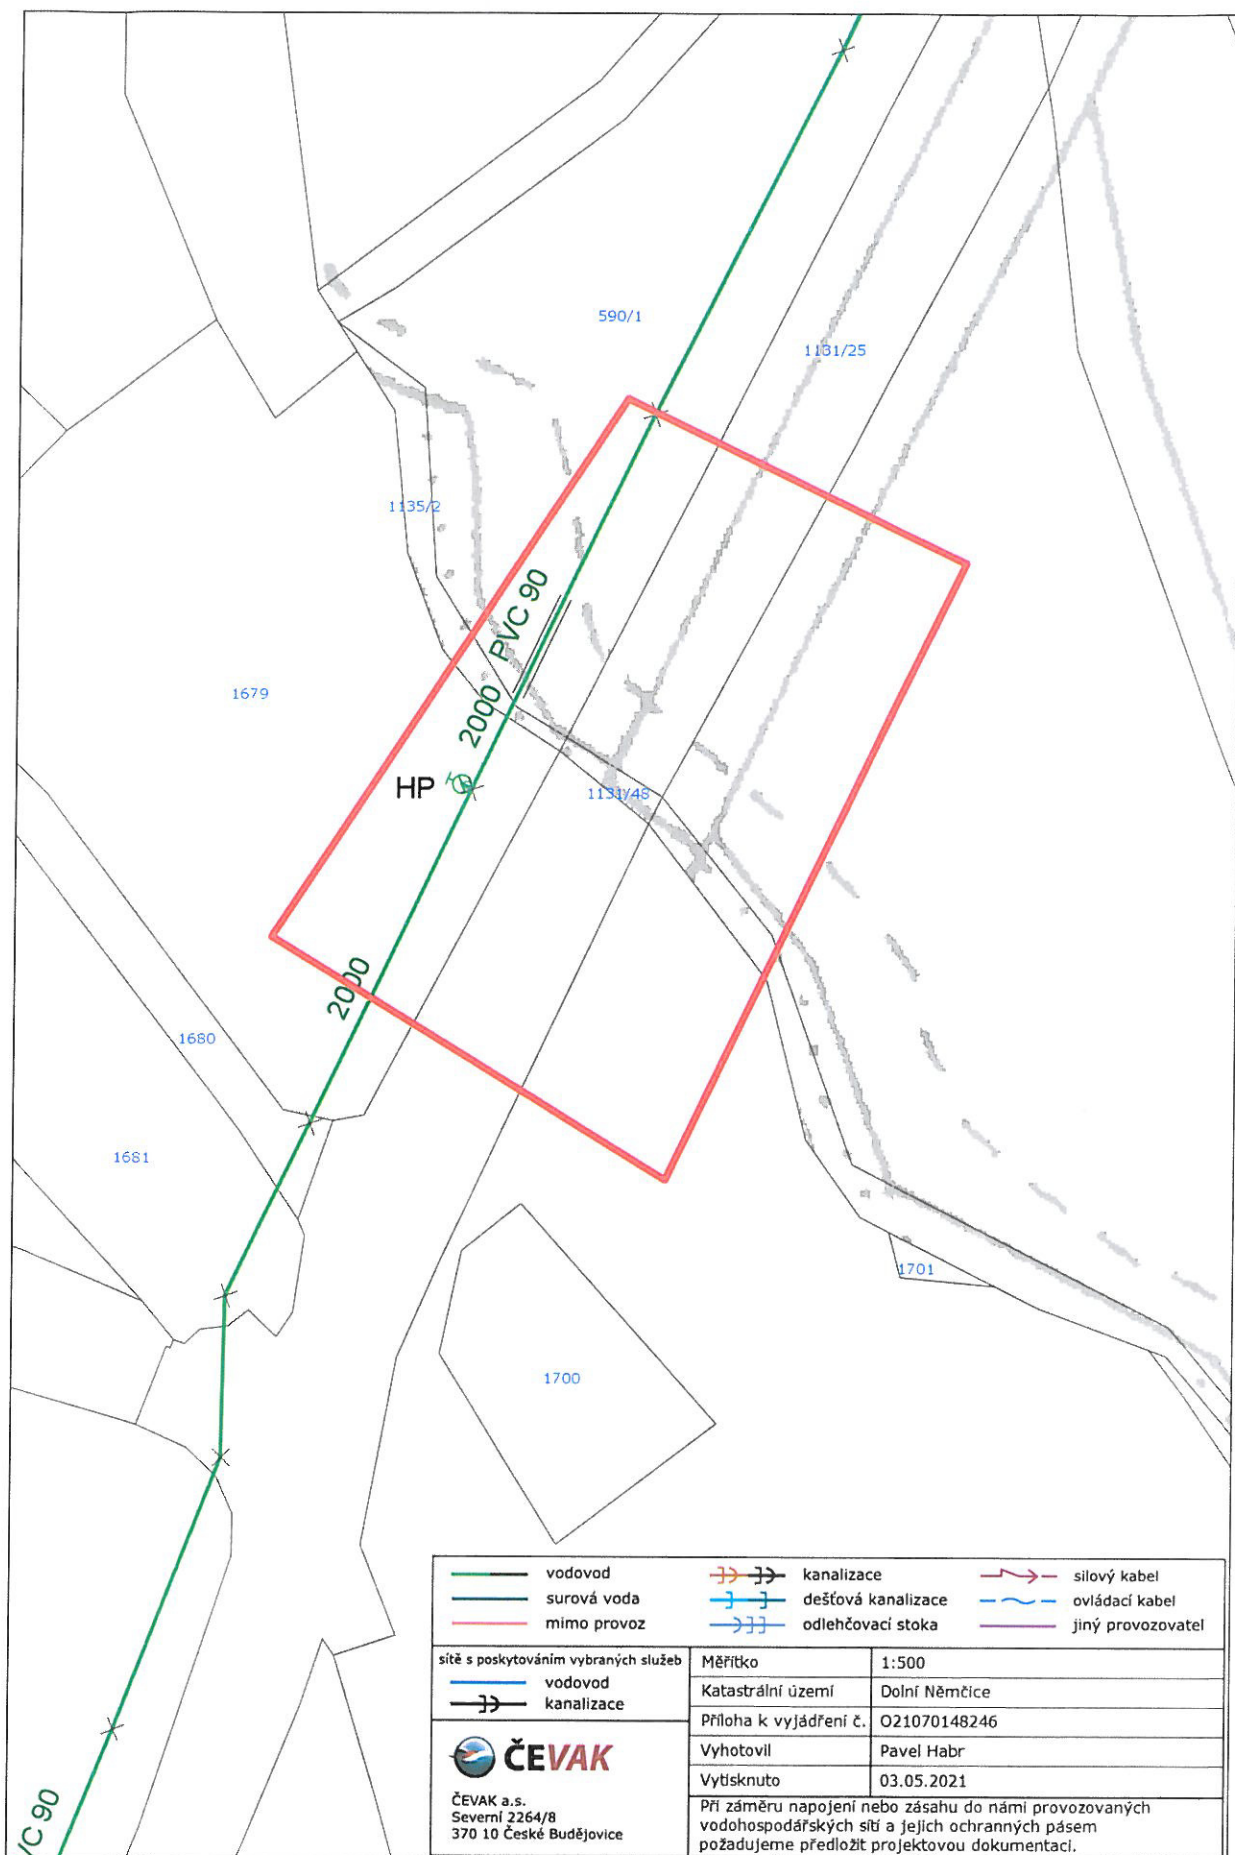 590/1
1131/25
1135/2
PVC 90
1679
2000
HP
1131/48
2000
1680
1681
1701
1700
VC 90
vodovod
surová voda
mimo provoz
kanalizace
dešťová kanalizace
odlehčovací stoka
silový kabel
ovládací kabel
jiný provozovatel
sítě s poskytováním vybraných služeb
vodovod
kanalizace
ČEVAK
ČEVAK a.s.
Severní 2264/8
370 10 České Budějovice
Měřítko 1:500
Katastrální území Dolní Němčice
Příloha k vyjádření č. O21070148246
Vyhotovil Pavel Habr
Vytisknuto 03.05.2021
Při záměru napojení nebo zásahu do námi provozovaných
vodohospodářských sítí a jejich ochranných pásem
požadujeme předložit projektovou dokumentaci.